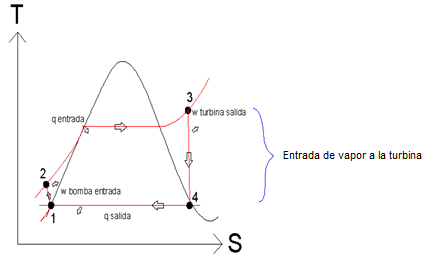 T
3
w turbina salida
q entrada
Entrada de vapor a la turbina
2
w bomba entrada
4
1
q salida
S